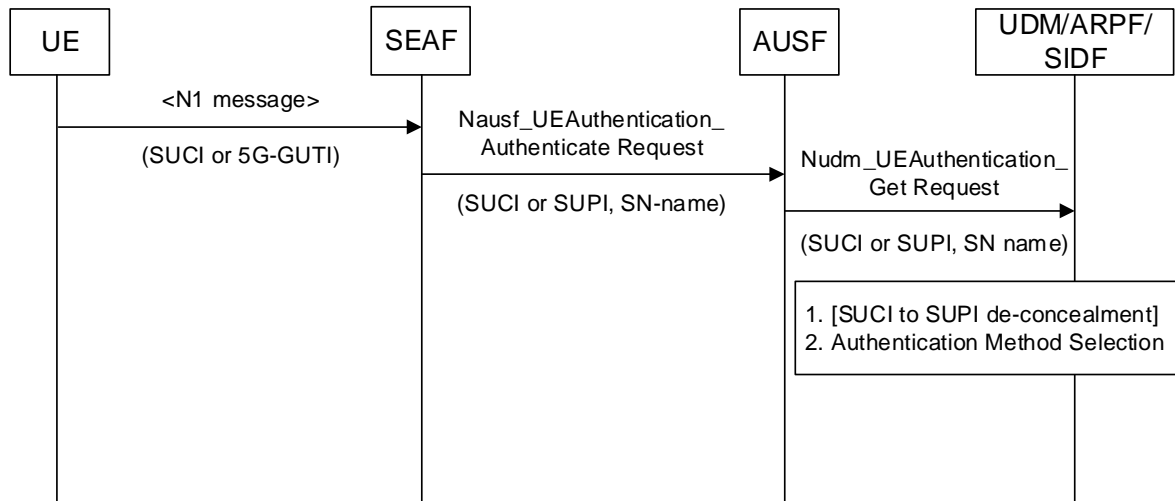 UE
SEAF
AUSF
UDM/ARPF/
SIDF
<N1 message>
(SUCI or 5G-GUTI)
Nausf_UEAuthentication_
Authenticate Request
(SUCI or SUPI, SN-name)
Nudm_UEAuthentication_
Get Request
(SUCI or SUPI, SN name)
1. [SUCI to SUPI de-concealment]
2. Authentication Method Selection